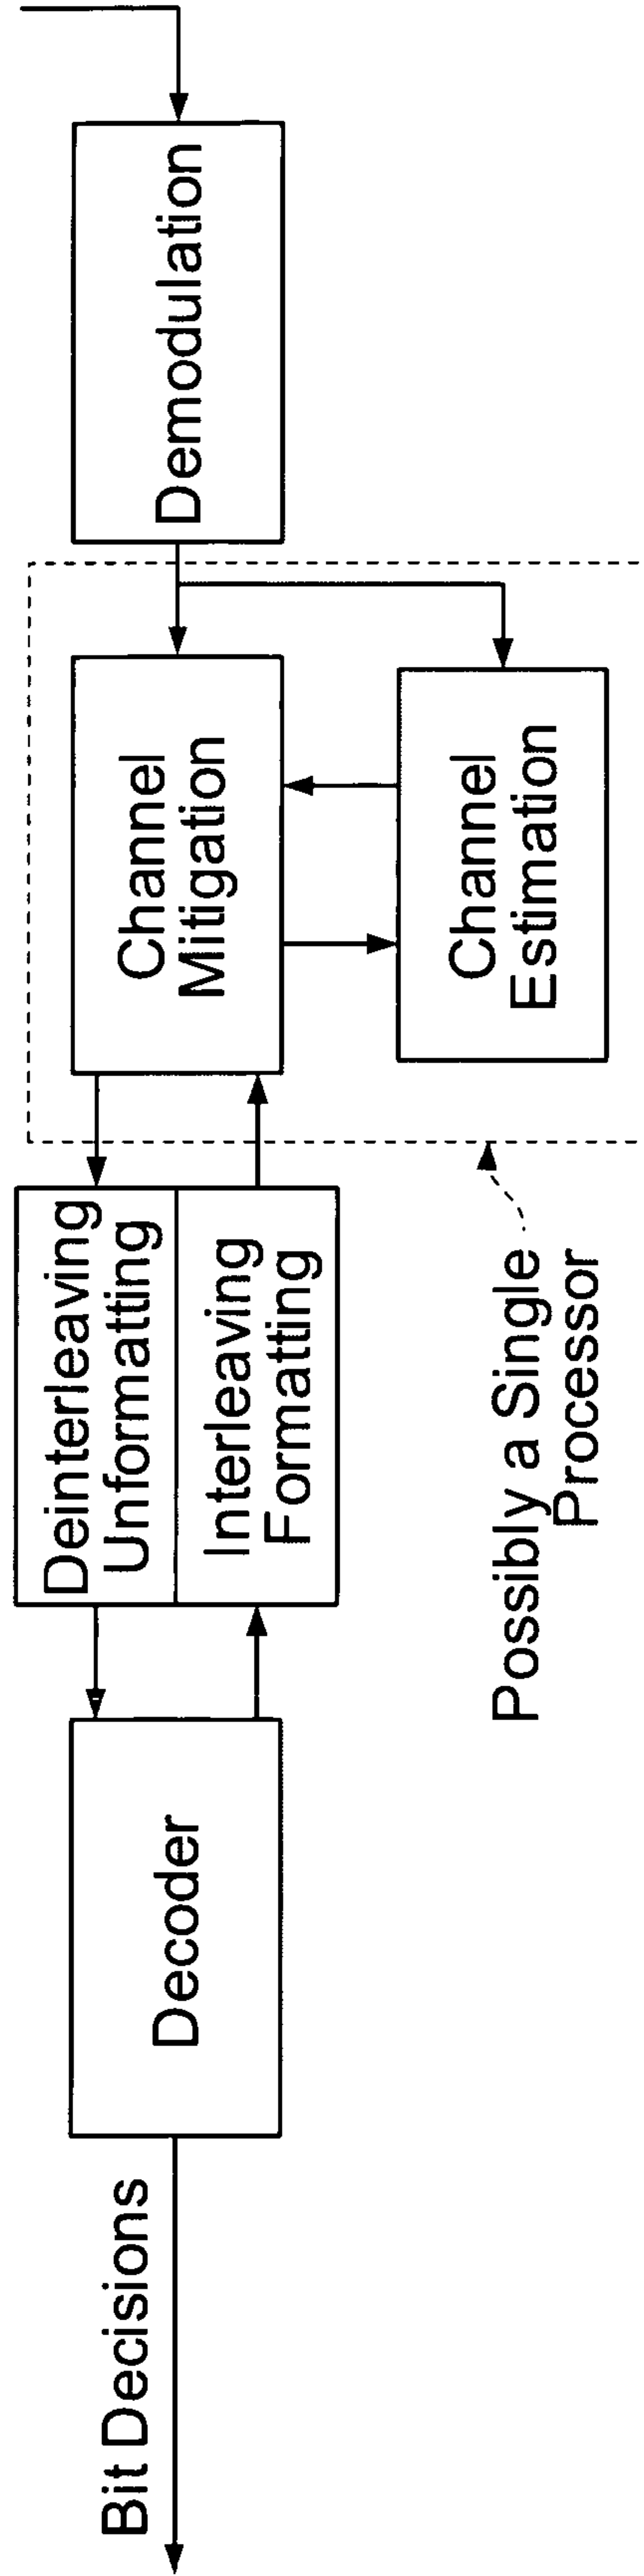 Bit Decisions
Decoder
Deinterleaving
Unformatting
Interleaving
Formatting
Channel
Mitigation
Channel
Estimation
Demodulation
Possibly a Single
Processor